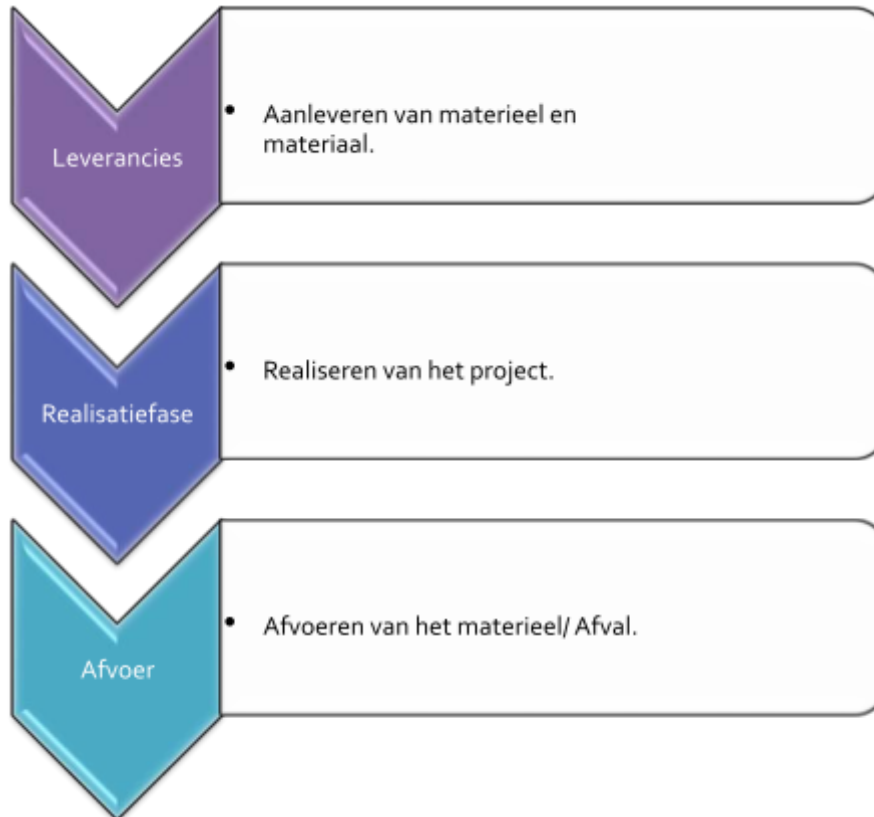 Leverancies
• Aanleveren van materieel en
materiaal.
Realisatiefase
• Realiseren van het project.
Afvoer
• Afvoeren van het materieel/ Afval.